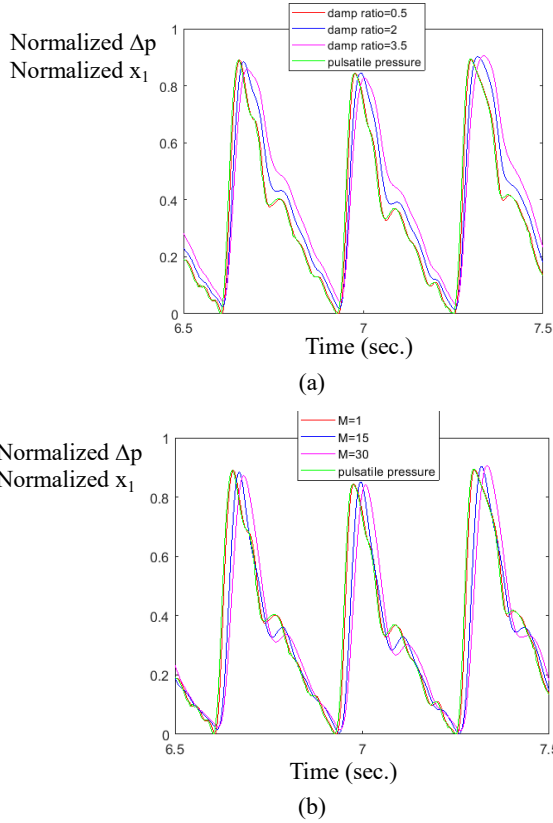 Normalized Δp
Normalized x1
damp ratio=0.5
damp ratio=2
damp ratio=3.5
pulsatile pressure
1
0.8
0.6
0.4
0.2
0
6.5
7
7.5
Time (sec.)
(a)
Normalized Δp
Normalized x1
M=1
M=15
M=30
pulsatile pressure
1
0.8
0.6
0.4
0.2
0
6.5
7
7.5
Time (sec.)
(b)